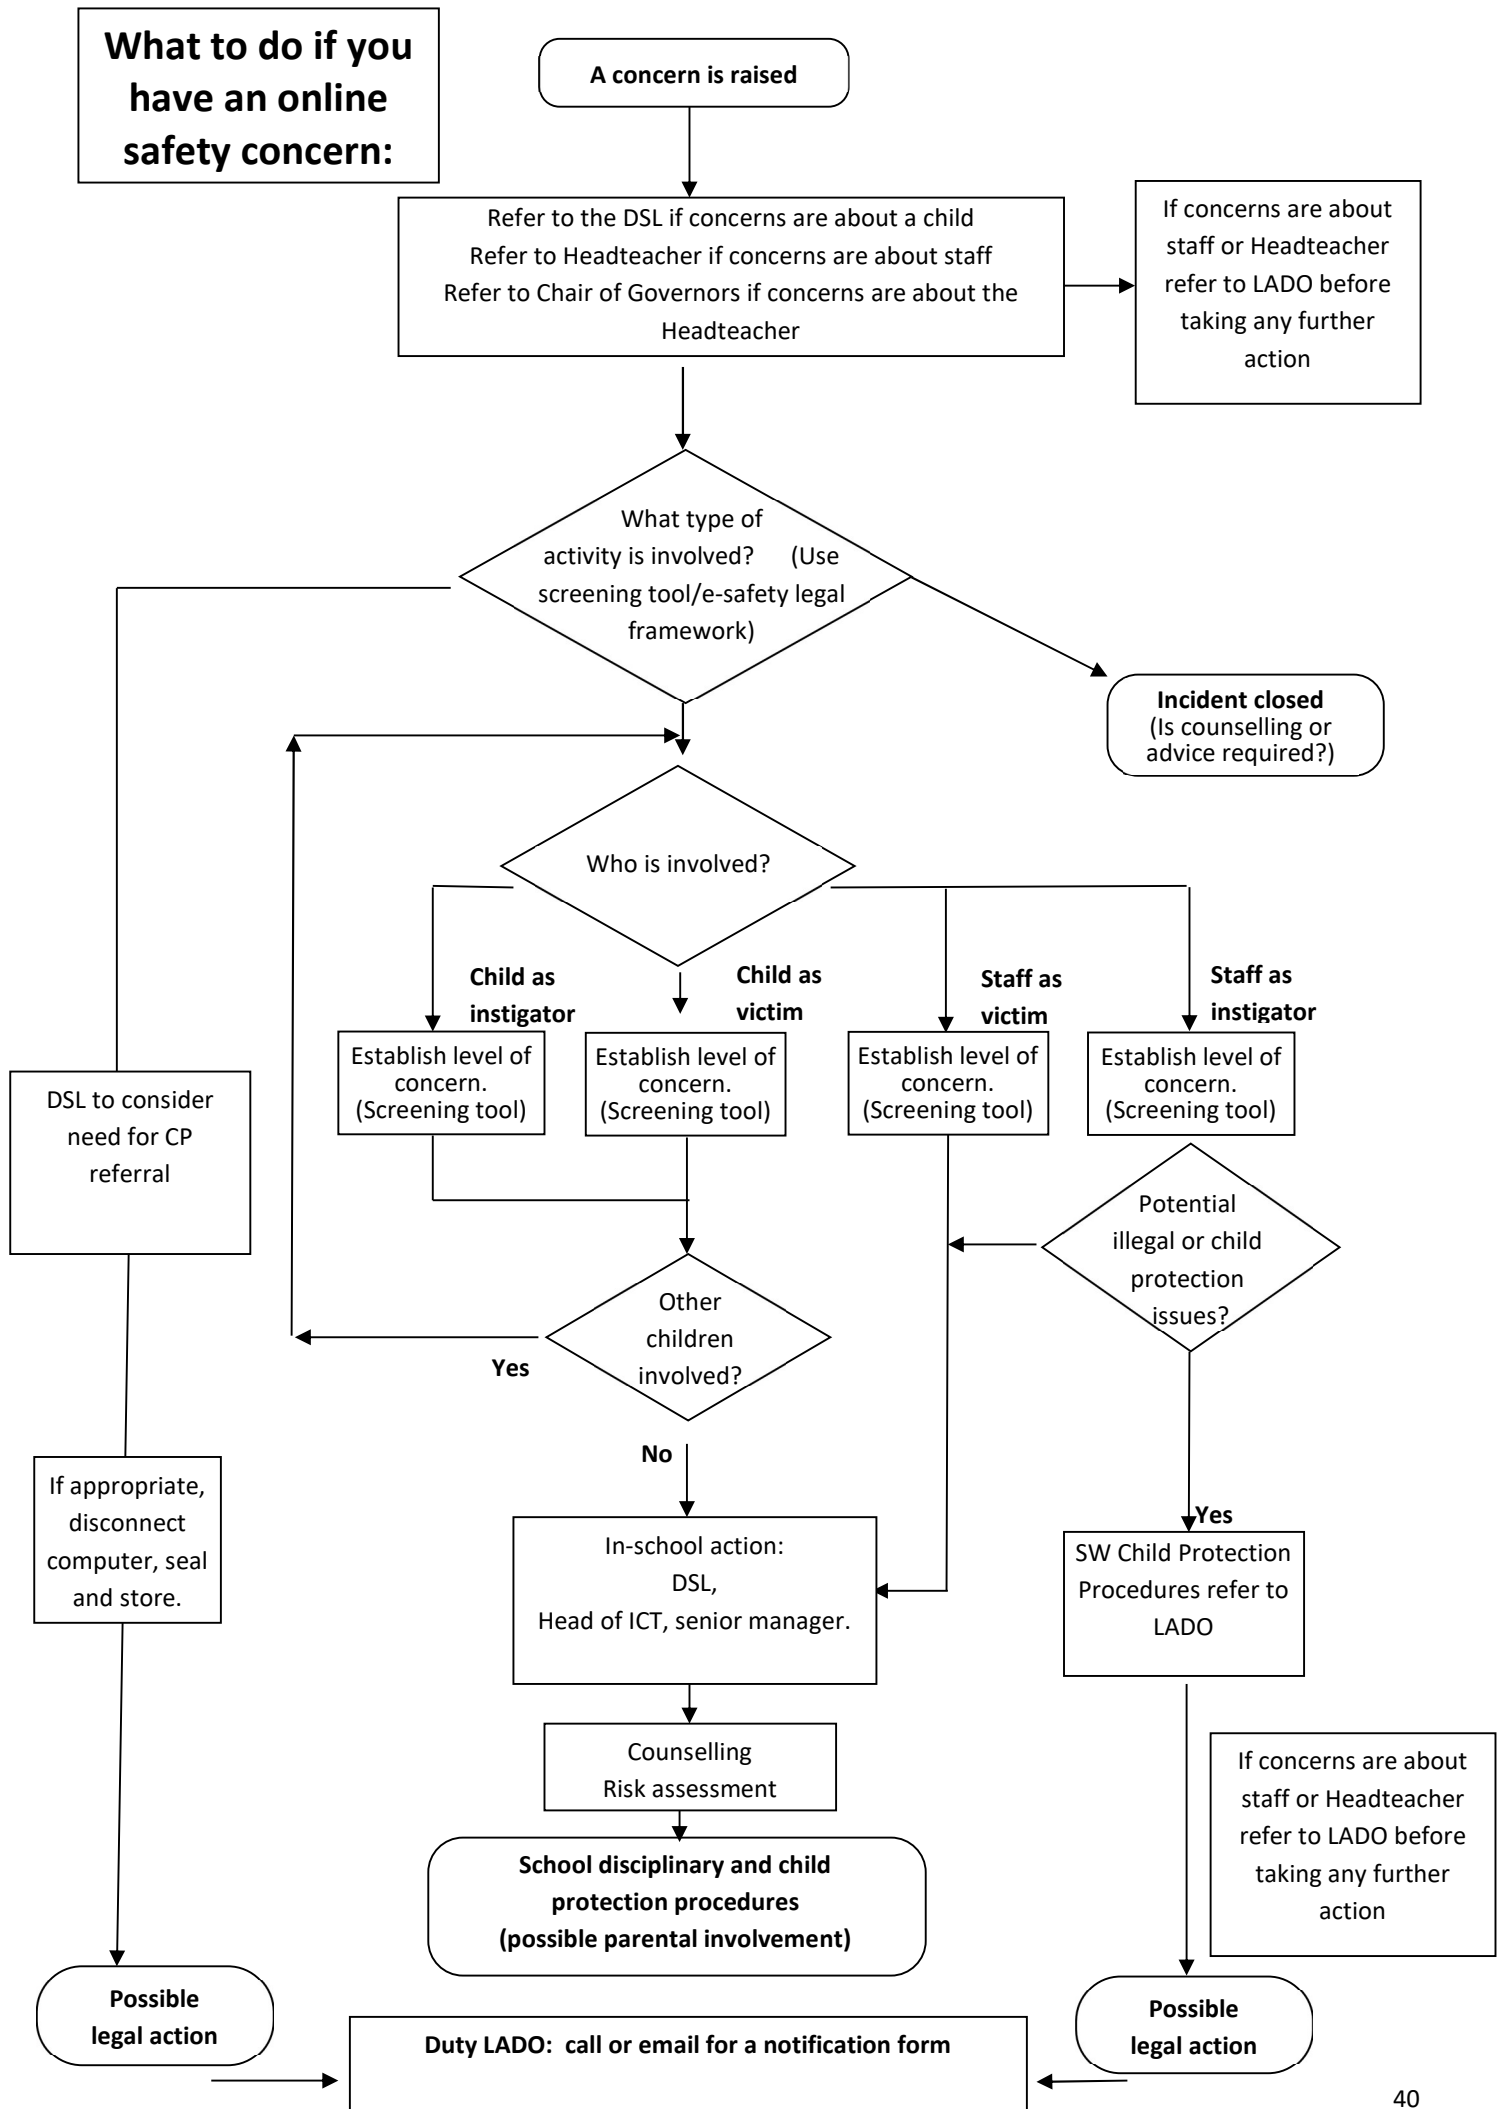 What to do if you
have an online
safety concern:
A concern is raised
Refer to the DSL if concerns are about a child
Refer to Headteacher if concerns are about staff
Refer to Chair of Governors if concerns are about the
Headteacher
If concerns are about
staff or Headteacher
refer to LADO before
taking any further
action
What type of
activity is involved? (Use
screening tool/e-safety legal
framework)
Incident closed
(Is counselling or
advice required?)
Who is involved?
Child as
instigator
Child as
victim
Staff as
victim
Staff as
instigator
Establish level of
concern.
(Screening tool)
Establish level of
concern.
(Screening tool)
Establish level of
concern.
(Screening tool)
Establish level of
concern.
(Screening tool)
DSL to consider
need for CP
referral
Potential
illegal or child
protection
issues?
Other
children
involved?
Yes
No
If appropriate,
disconnect
computer, seal
and store.
In-school action:
DSL,
Head of ICT, senior manager.
Yes
SW Child Protection
Procedures refer to
LADO
Counselling
Risk assessment
If concerns are about
staff or Headteacher
refer to LADO before
taking any further
action
School disciplinary and child
protection procedures
(possible parental involvement)
Possible
legal action
Possible
legal action
Duty LADO: call or email for a notification form
40